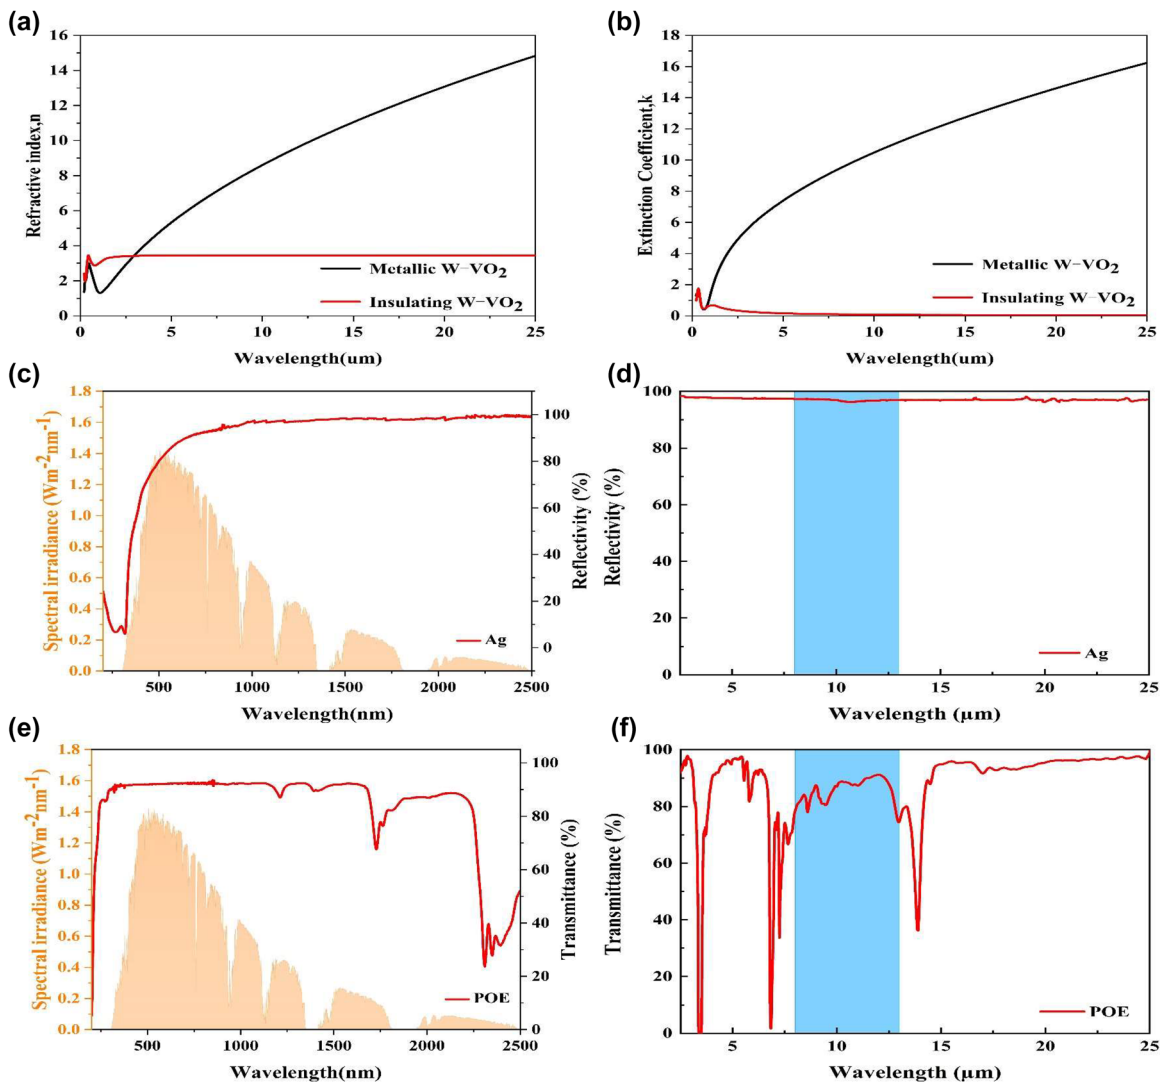 (a)
16
14
12
10
8
6
4
2
0
Refractive index,n
Metallic W-VO2
Insulating W-VO2
0 5 10 15 20 25
Wavelength(um)
(b)
18
16
14
12
10
8
6
4
2
0
Extinction Coefficient,k
Metallic W-VO2
Insulating W-VO2
0 5 10 15 20 25
Wavelength(um)
(c)
1.8
1.6
1.4
1.2
1.0
0.8
0.6
0.4
0.2
0.0
Spectral irradiance (Wm-2nm-1)
100
80
60
40
20
0
Reflectivity (%)
Ag
500 1000 1500 2000 2500
Wavelength(nm)
(d)
100
80
60
40
20
0
Reflectivity (%)
Ag
5 10 15 20 25
Wavelength (μm)
(e)
1.8
1.6
1.4
1.2
1.0
0.8
0.6
0.4
0.2
0.0
Spectral irradiance (Wm-2nm-1)
100
80
60
40
20
0
Transmittance (%)
POE
500 1000 1500 2000 2500
Wavelength(nm)
(f)
100
80
60
40
20
0
Transmittance (%)
POE
5 10 15 20 25
Wavelength (μm)